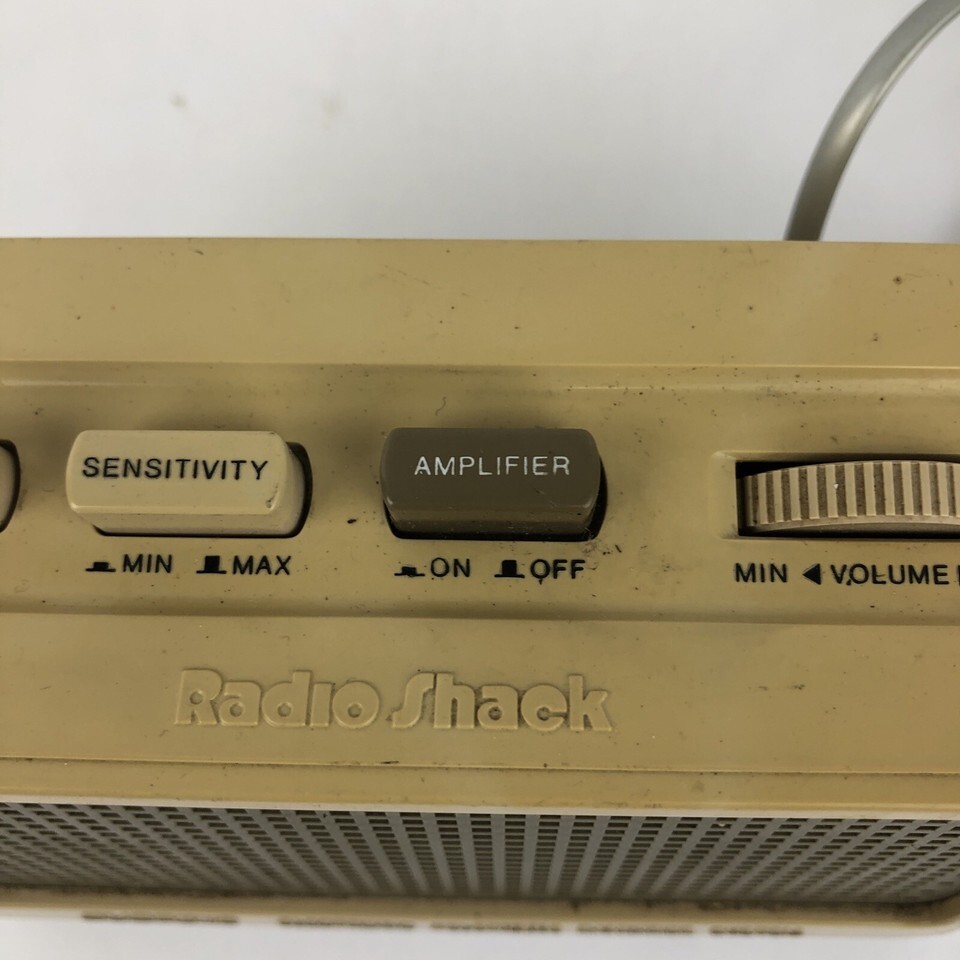 SENSITIVITY
AMPLIFIER
MIN MAX
ON OFF
MIN ◀ VOLUME
Radio Shack